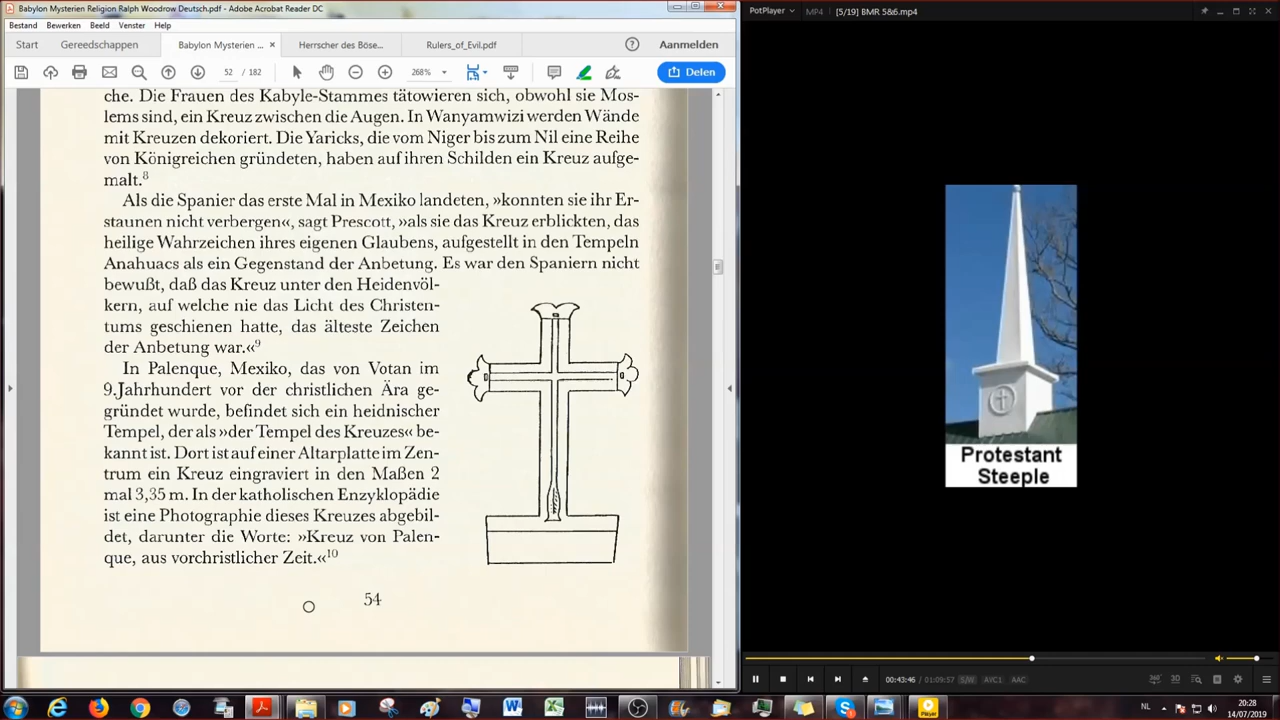 Babylon Mysterien Religion Ralph Woodrow Deutsch.pdf - Adobe Acrobat Reader DC
Bestand Bewerken Beeld Venster Help
Start Gereedschappen Babylon Mysterien ... × Herrscher des Böse... Rulers_of_Evil.pdf Aanmelden
52 / 182 268% Delen
che. Die Frauen des Kabyle-Stammes tätowieren sich, obwohl sie Mos-
lems sind, ein Kreuz zwischen die Augen. In Wanyamwizi werden Wände
mit Kreuzen dekoriert. Die Yaricks, die vom Niger bis zum Nil eine Reihe
von Königreichen gründeten, haben auf ihren Schilden ein Kreuz aufge-
malt.8
Als die Spanier das erste Mal in Mexiko landeten, »konnten sie ihr Er-
staunen nicht verbergen«, sagt Prescott, »als sie das Kreuz erblickten, das
heilige Wahrzeichen ihres eigenen Glaubens, aufgestellt in den Tempeln
Anahuacs als ein Gegenstand der Anbetung. Es war den Spaniern nicht
bewußt, daß das Kreuz unter den Heidenvöl-
kern, auf welche nie das Licht des Christen-
tums geschienen hatte, das älteste Zeichen
der Anbetung war.«9
In Palenque, Mexiko, das von Votan im
9.Jahrhundert vor der christlichen Ära ge-
gründet wurde, befindet sich ein heidnischer
Tempel, der als »der Tempel des Kreuzes« be-
kannt ist. Dort ist auf einer Altarplatte im Zen-
trum ein Kreuz eingraviert in den Maßen 2
mal 3,35 m. In der katholischen Enzyklopädie
ist eine Photographie dieses Kreuzes abgebil-
det, darunter die Worte: »Kreuz von Palen-
que, aus vorchristlicher Zeit.«10
54
PotPlayer MP4 [5/19] BMR 5&6.mp4
Protestant
Steeple
00:43:46 / 01:09:57 S/W AVC1 AAC 360° 3D
NL 20:28
14/07/2019